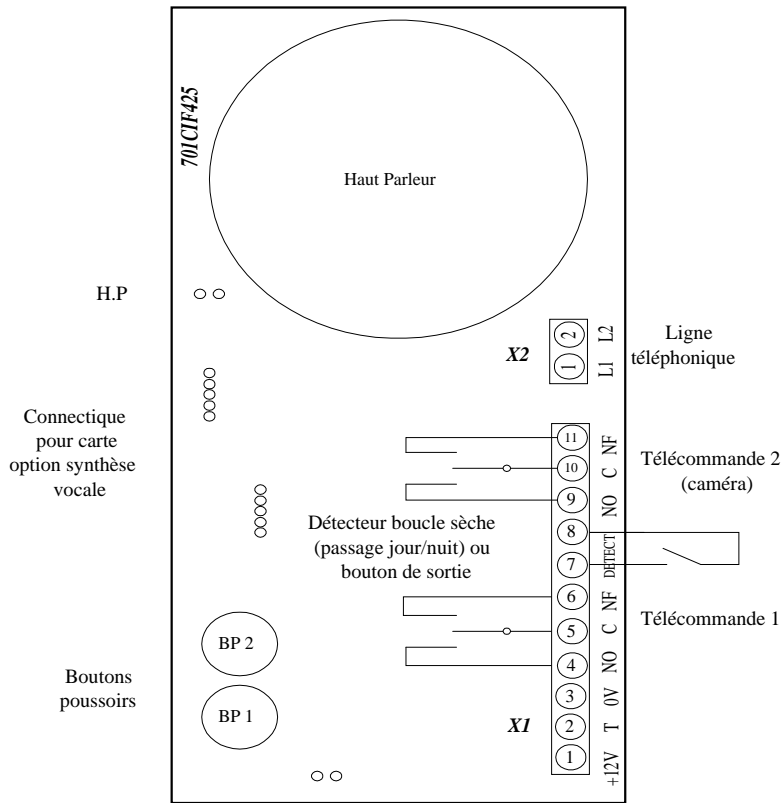 701CIF425
Haut Parleur
H.P
X2
2
1
L2
L1
Ligne
téléphonique
Connectique
pour carte
option synthèse
vocale
11
10
9
8
7
6
5
4
3
2
1
NF
C
NO
DETECT
NF
C
NO
0V
T
+12V
Télécommande 2
(caméra)
Détecteur boucle sèche
(passage jour/nuit) ou
bouton de sortie
Télécommande 1
BP 2
BP 1
Boutons
poussoirs
X1